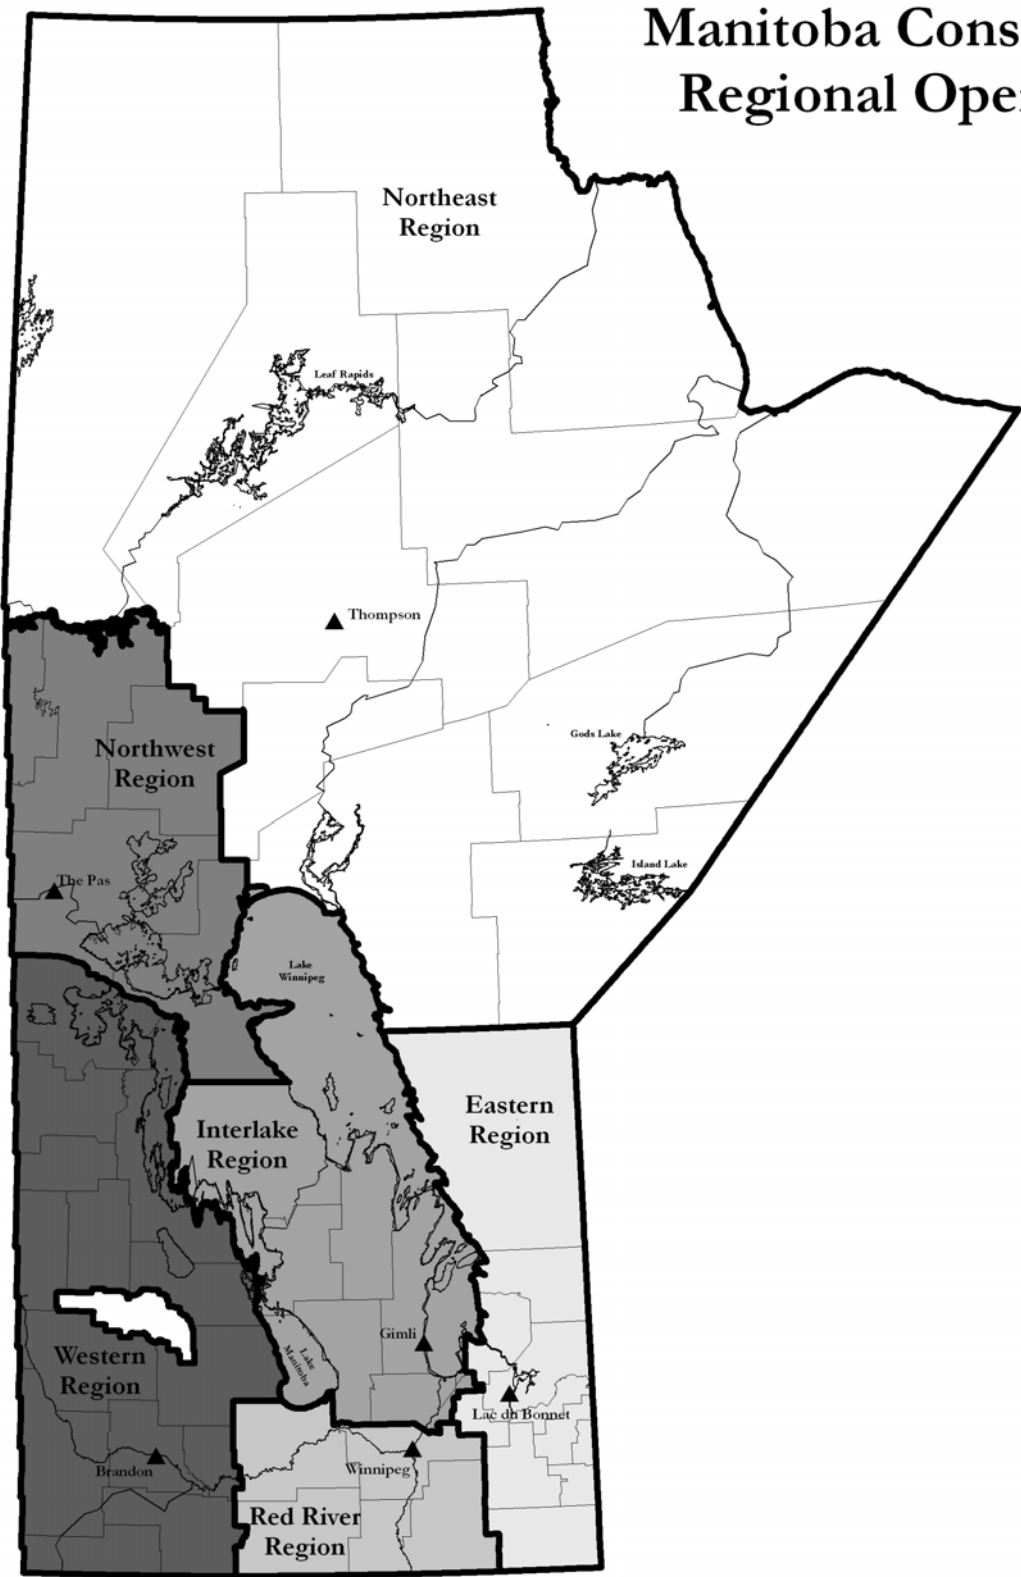 Manitoba Cons
Regional Ope
Northeast
Region
Leaf Rapids
Thompson
Northwest
Region
Gods Lake
Island Lake
The Pas
Lake
Winnipeg
Eastern
Region
Interlake
Region
Gimli
Lake
Manitoba
Western
Region
Lac du Bonnet
Brandon
Winnipeg
Red River
Region